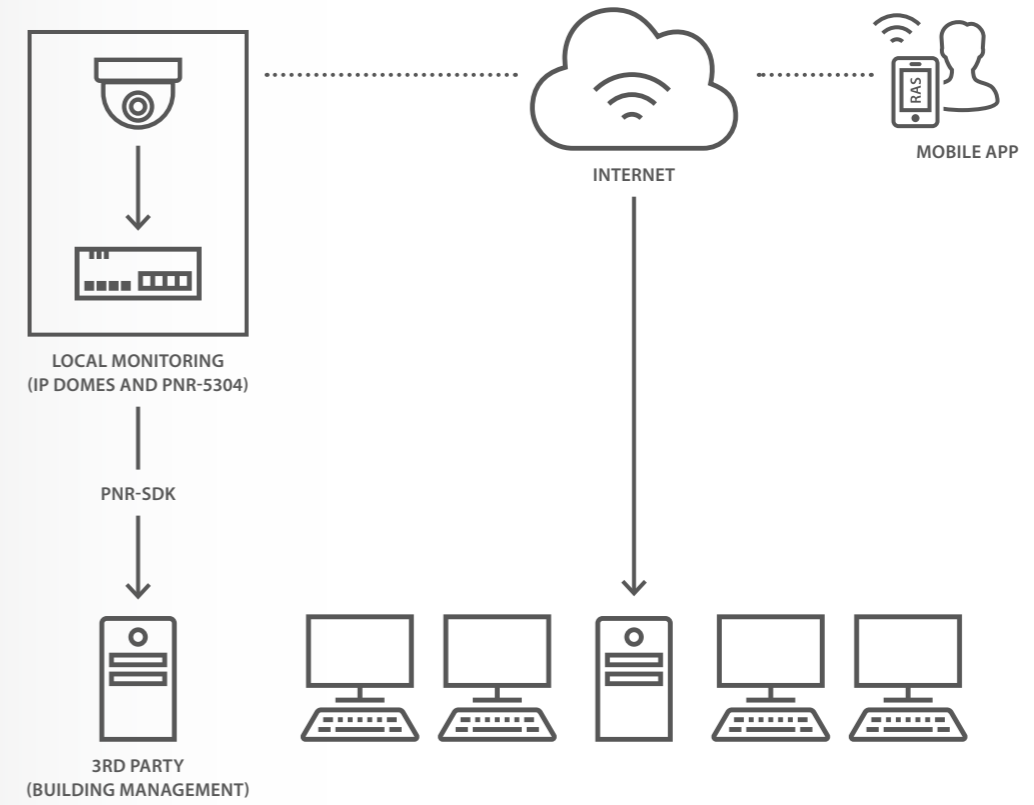 RAS
MOBILE APP
INTERNET
LOCAL MONITORING
(IP DOMES AND PNR-5304)
PNR-SDK
3RD PARTY
(BUILDING MANAGEMENT)